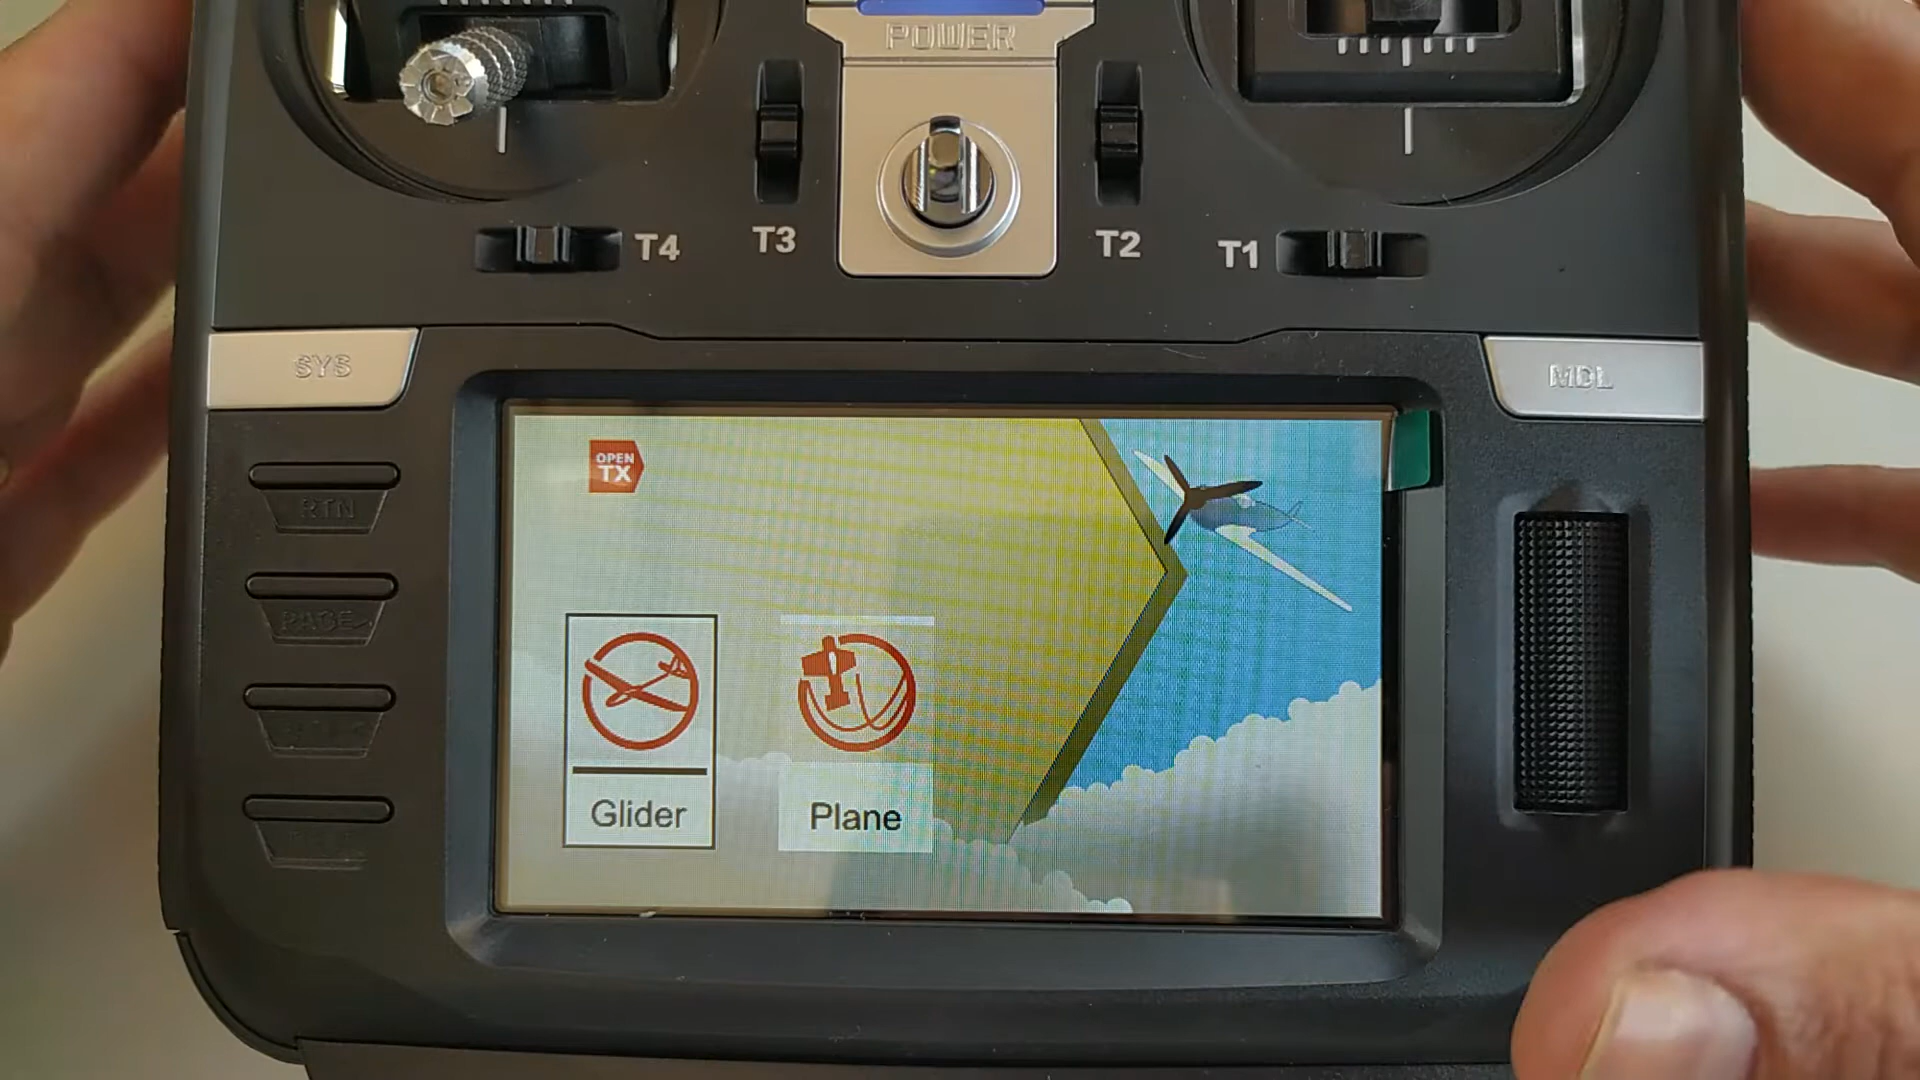 POWER
T4
T3
T2
T1
SYS
MDL
RTN
PAGE
OPEN
TX
Glider
Plane